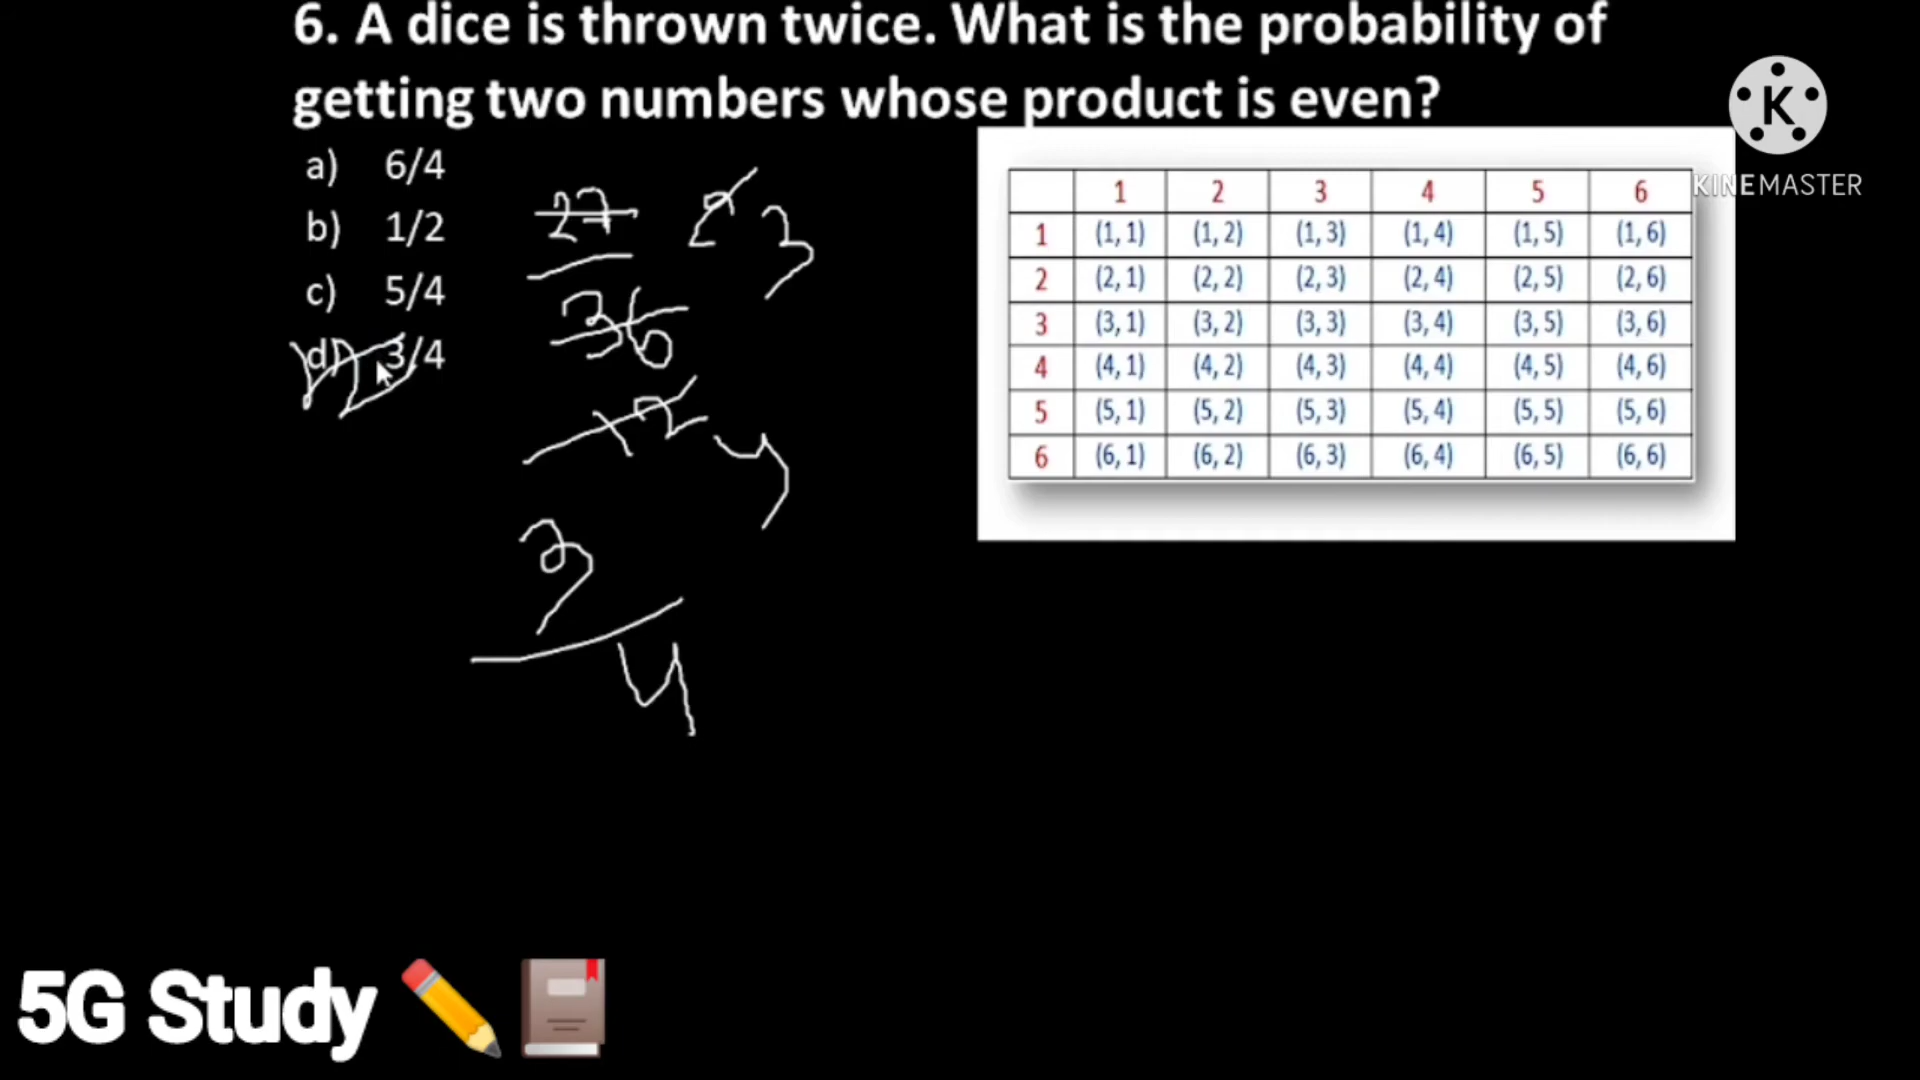 6. A dice is thrown twice. What is the probability of
getting two numbers whose product is even?
a) 6/4
b) 1/2
c) 5/4
d) 3/4
27
36
9 3
12 4
3
4
1 2 3 4 5 6
1 (1, 1) (1, 2) (1, 3) (1, 4) (1, 5) (1, 6)
2 (2, 1) (2, 2) (2, 3) (2, 4) (2, 5) (2, 6)
3 (3, 1) (3, 2) (3, 3) (3, 4) (3, 5) (3, 6)
4 (4, 1) (4, 2) (4, 3) (4, 4) (4, 5) (4, 6)
5 (5, 1) (5, 2) (5, 3) (5, 4) (5, 5) (5, 6)
6 (6, 1) (6, 2) (6, 3) (6, 4) (6, 5) (6, 6)
K
KINEMASTER
5G Study